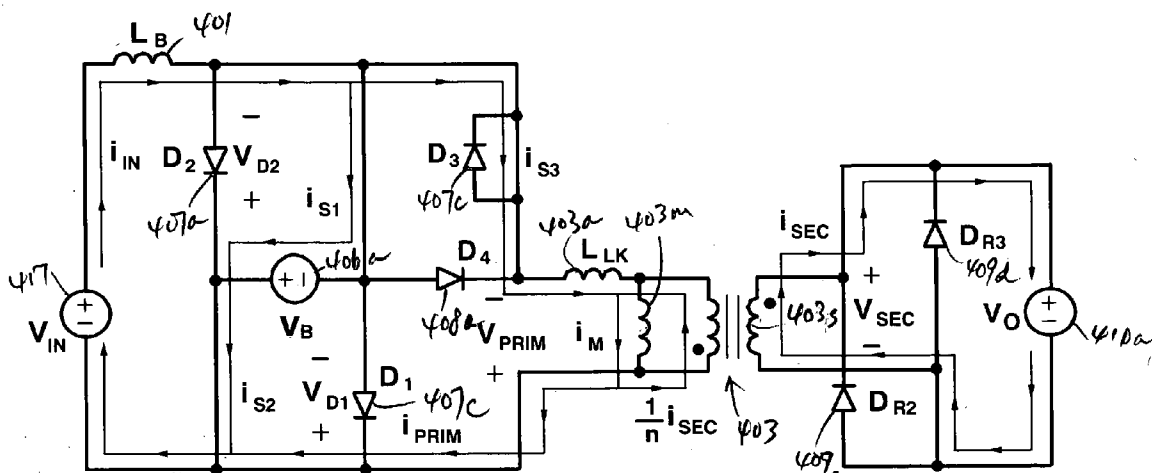 L B 401
i IN
D 2
V D2
−
+
407a
i S1
D 3
407c
i S3
403a
403m
L LK
D 4
408a
− V PRIM +
i M
417
V IN
+ −
+ − 406a
V B
i S2
− V D1 +
D 1
407c
i PRIM
1/n i SEC
403
403s
i SEC
+ V SEC −
D R3
409d
V O
+ −
410a
D R2
409